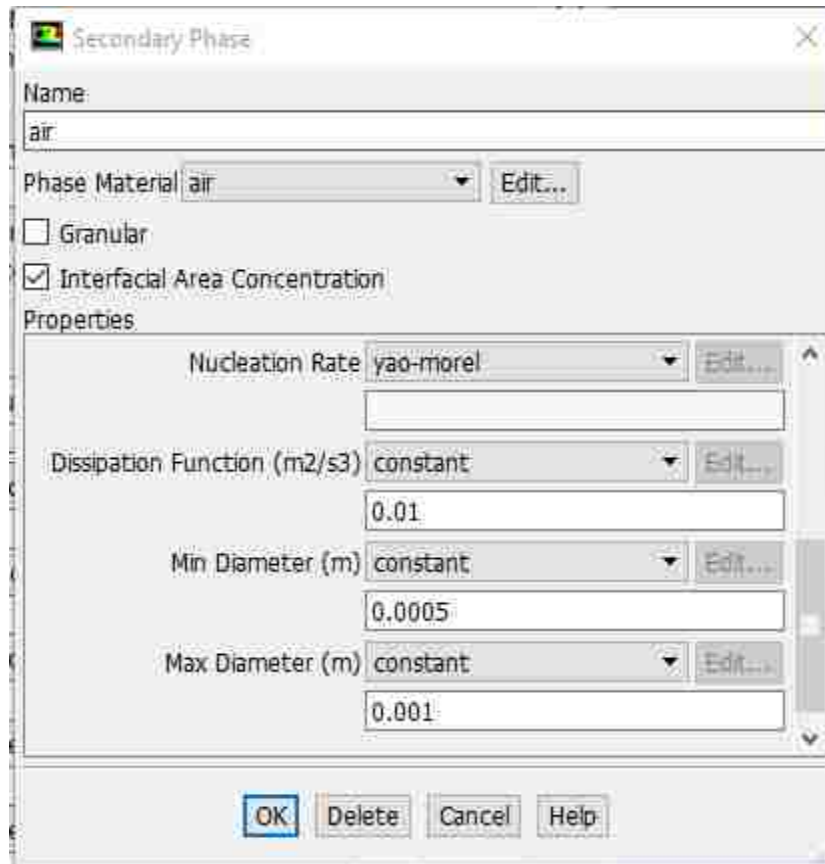 Secondary Phase
Name
air
Phase Material air Edit...
Granular
Interfacial Area Concentration
Properties
Nucleation Rate yao-morel Edit...
Dissipation Function (m2/s3) constant Edit...
0.01
Min Diameter (m) constant Edit...
0.0005
Max Diameter (m) constant Edit...
0.001
OK Delete Cancel Help